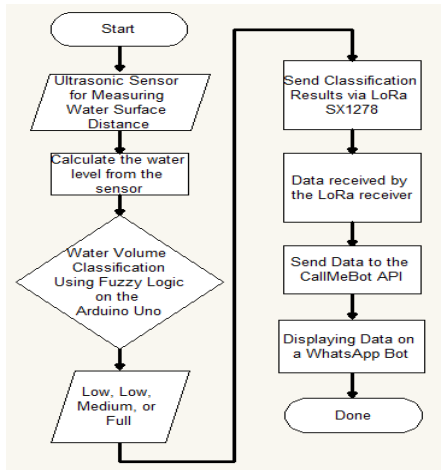 Start
Ultrasonic Sensor
for Measuring
Water Surface
Distance
Calculate the water
level from the
sensor
Water Volume
Classification
Using Fuzzy Logic
on the
Arduino Uno
Low, Low,
Medium, or
Full
Send Classification
Results via LoRa
SX1278
Data received by
the LoRa receiver
Send Data to the
CallMeBot API
Displaying Data on
a WhatsApp Bot
Done